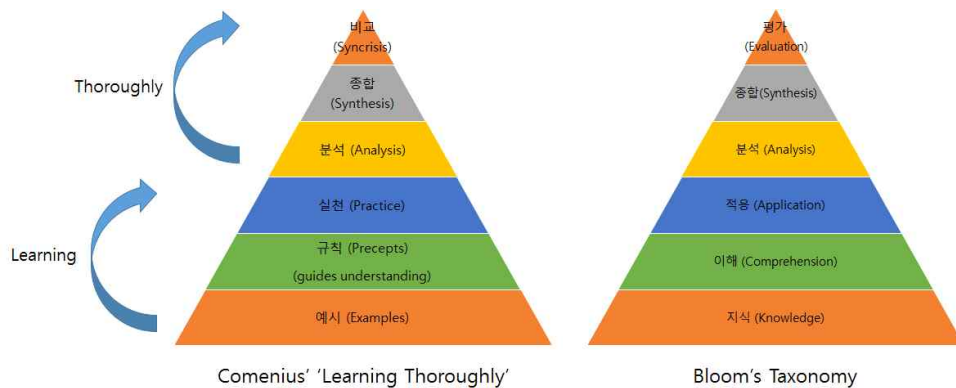 Thoroughly
Learning
비교
(Syncrisis)
종합
(Synthesis)
분석 (Analysis)
실천 (Practice)
규칙 (Precepts)
(guides understanding)
예시 (Examples)
Comenius' 'Learning Thoroughly'
평가
(Evaluation)
종합(Synthesis)
분석 (Analysis)
적용 (Application)
이해 (Comprehension)
지식 (Knowledge)
Bloom's Taxonomy